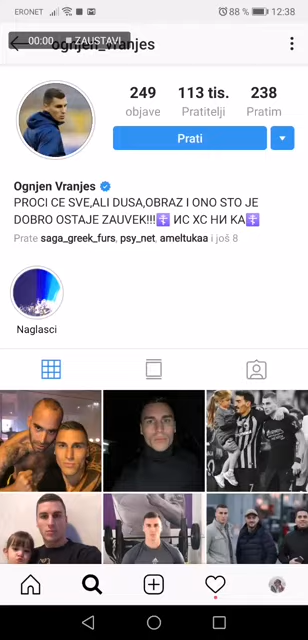 ERONET 88 % 12:38
00:00 ZAUSTAVI
ognjen_vranjes
249 113 tis. 238
objave Pratitelji Pratim
Prati
Ognjen Vranjes
PROCI CE SVE,ALI DUSA,OBRAZ I ONO STO JE
DOBRO OSTAJE ZAUVEK!!!☦️ ИС ХС НИ КА☦️
Prate saga_greek_furs, psy_net, ameltukaa i još 8
Naglasci
7